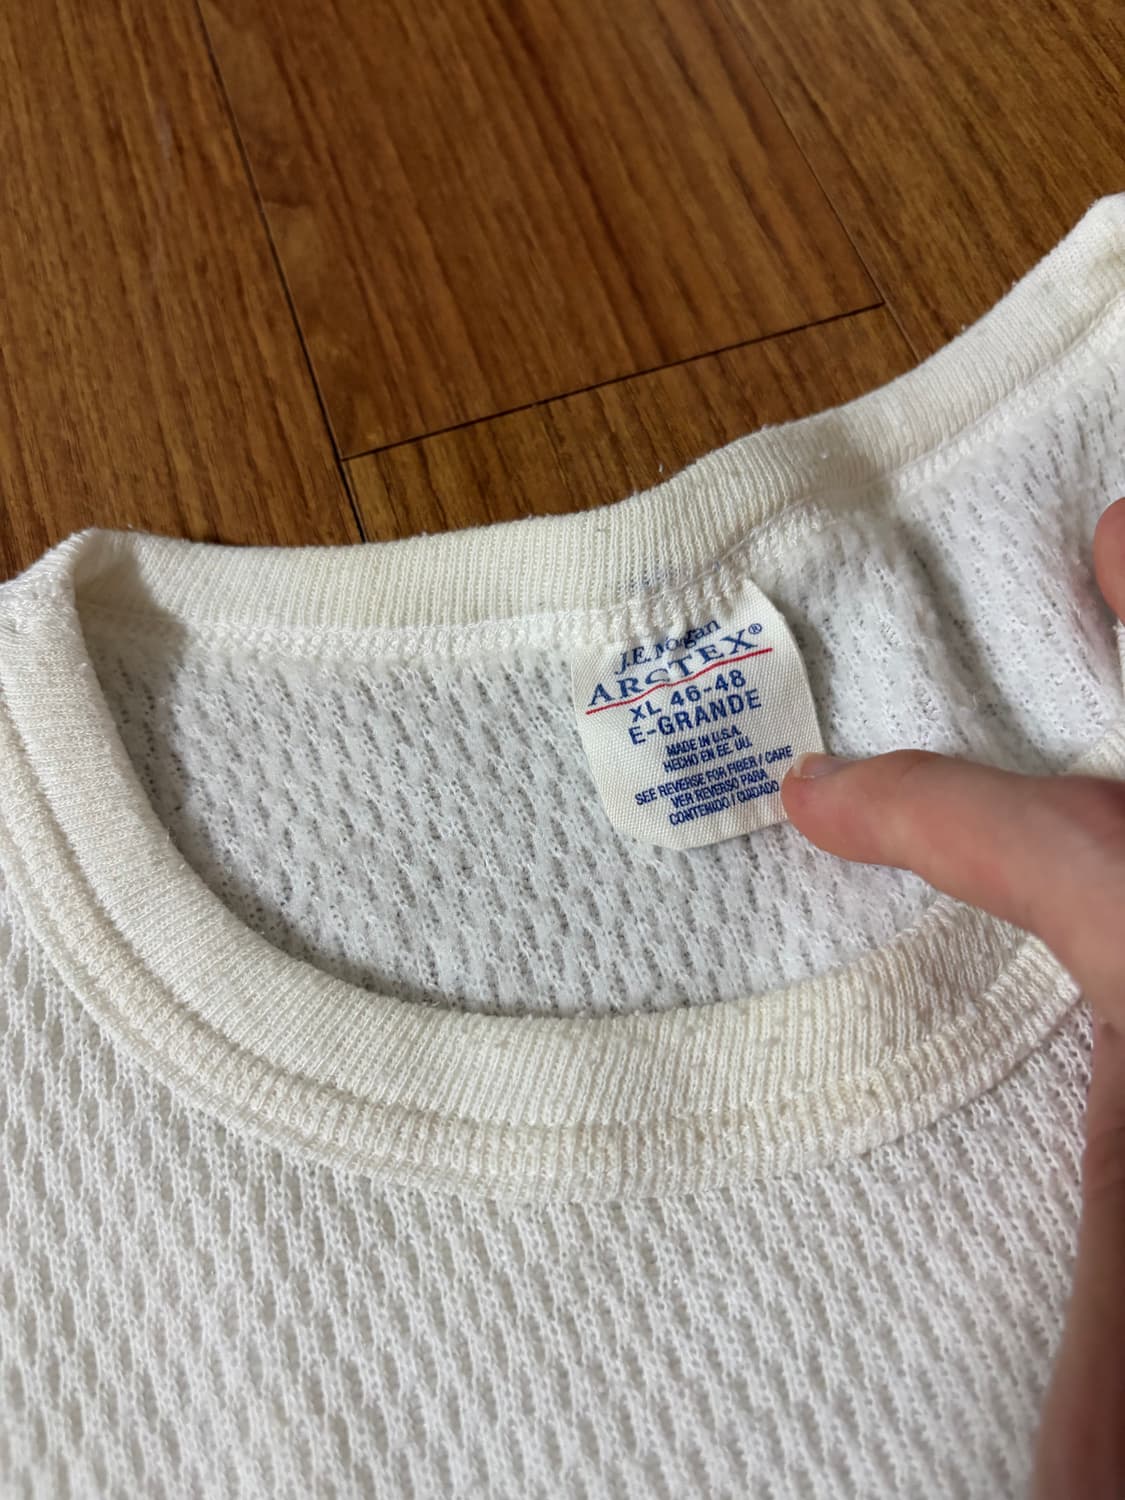 J.E. Morgan
ARCTEX®
XL 46-48
E-GRANDE
MADE IN U.S.A.
HECHO EN EE. UU.
SEE REVERSE FOR FIBER / CARE
VER REVERSO PARA
CONTENIDO / CUIDADO